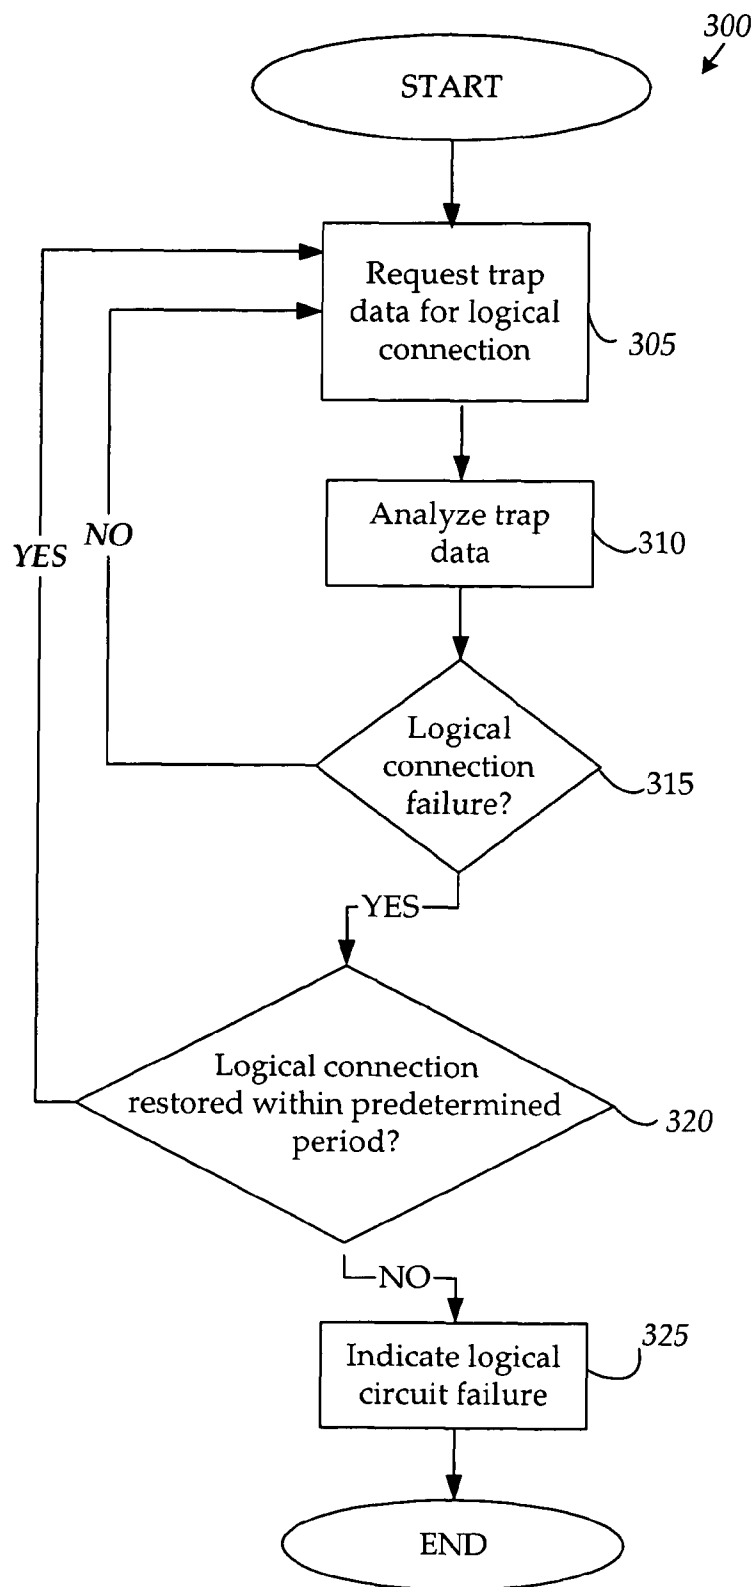 300
START
Request trap
data for logical
connection
305
Analyze trap
data
310
YES
NO
Logical
connection
failure?
315
YES
Logical connection
restored within predetermined
period?
320
NO
Indicate logical
circuit failure
325
END